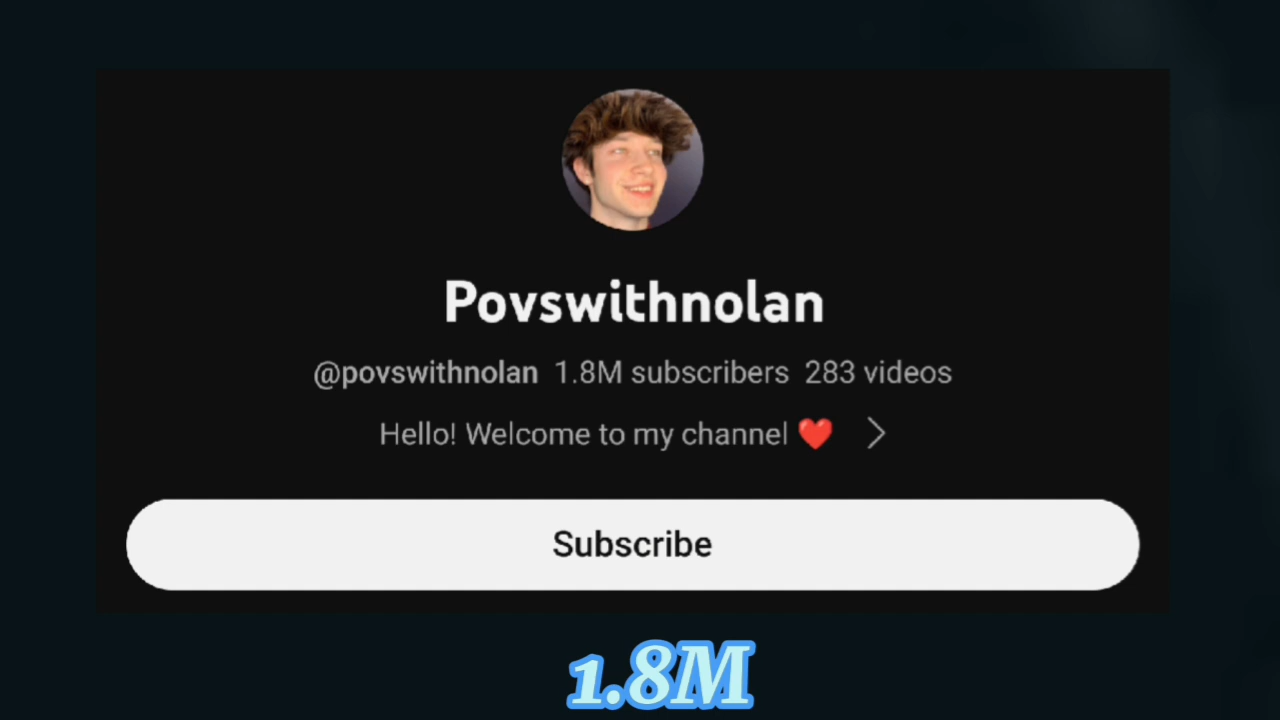 Povswithnolan
@povswithnolan 1.8M subscribers 283 videos
Hello! Welcome to my channel ❤️ >
Subscribe
1.8M